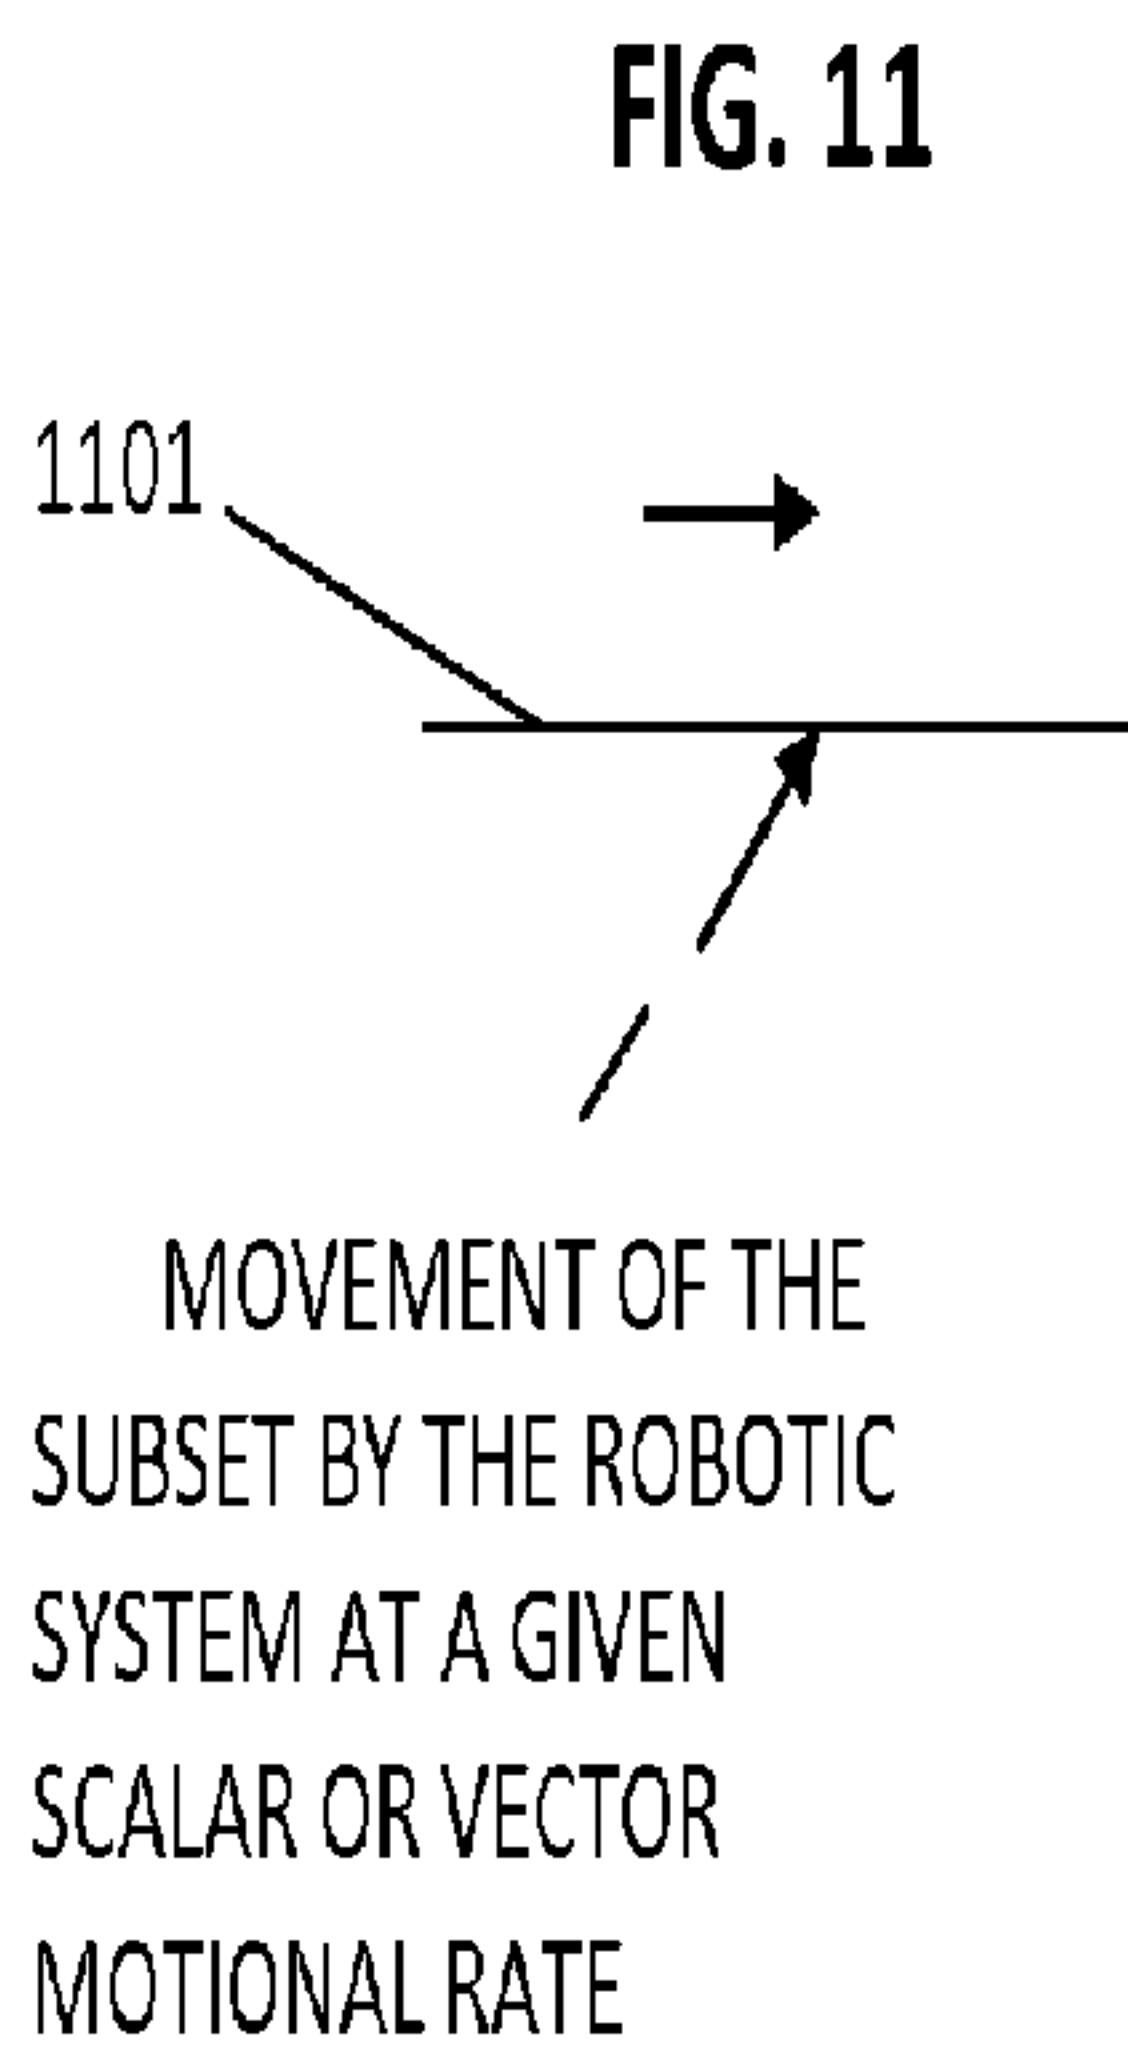 FIG. 11
1101
MOVEMENT OF THE
SUBSET BY THE ROBOTIC
SYSTEM AT A GIVEN
SCALAR OR VECTOR
MOTIONAL RATE